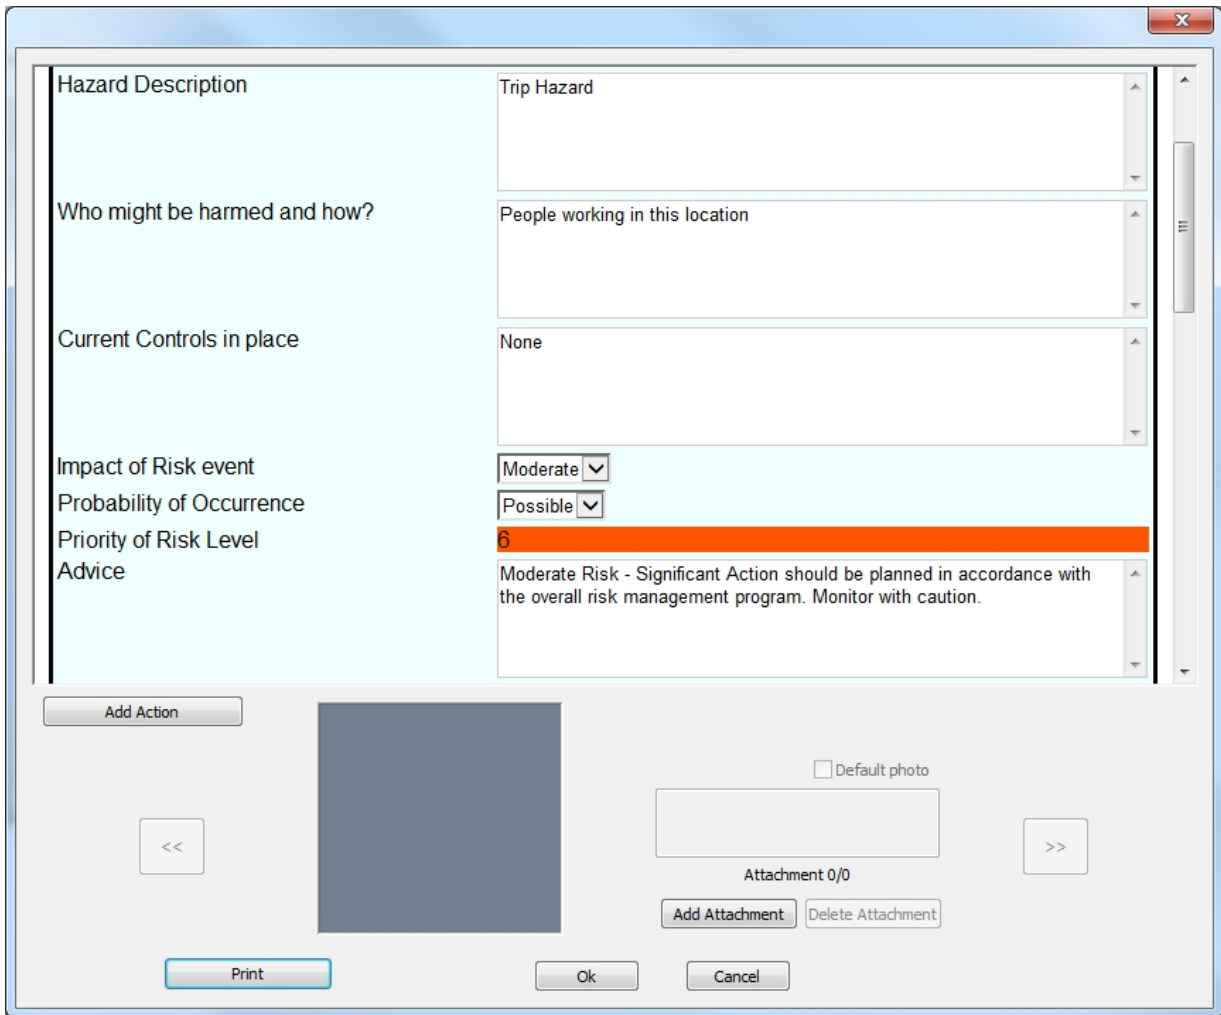 x
Hazard Description
Trip Hazard
Who might be harmed and how?
People working in this location
Current Controls in place
None
Impact of Risk event
Moderate
Probability of Occurrence
Possible
Priority of Risk Level
6
Advice
Moderate Risk - Significant Action should be planned in accordance with
the overall risk management program. Monitor with caution.
Add Action
Default photo
<<
>>
Attachment 0/0
Add Attachment
Delete Attachment
Print
Ok
Cancel